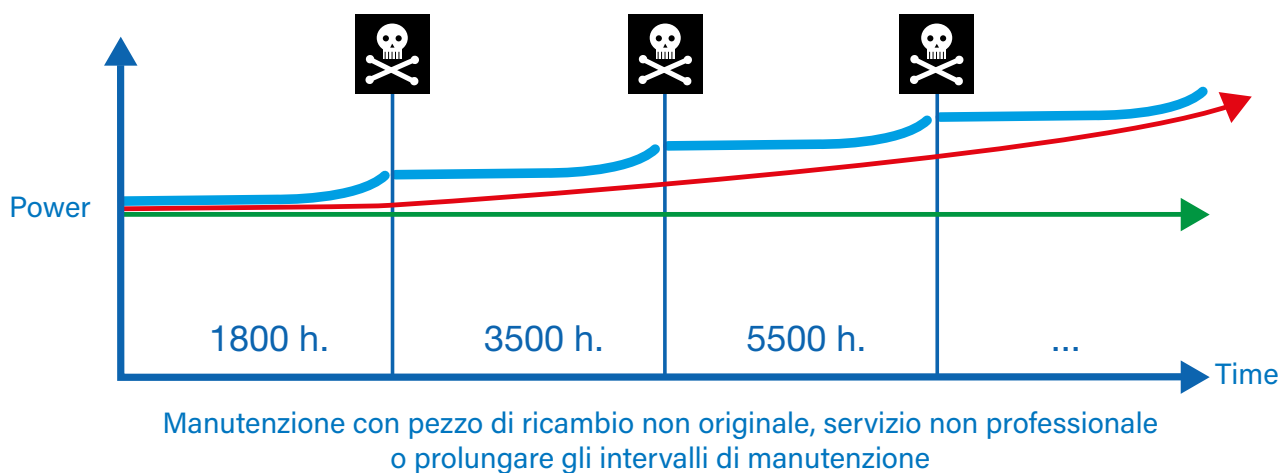 Power
1800 h.
3500 h.
5500 h.
...
Time
Manutenzione con pezzo di ricambio non originale, servizio non professionale
o prolungare gli intervalli di manutenzione